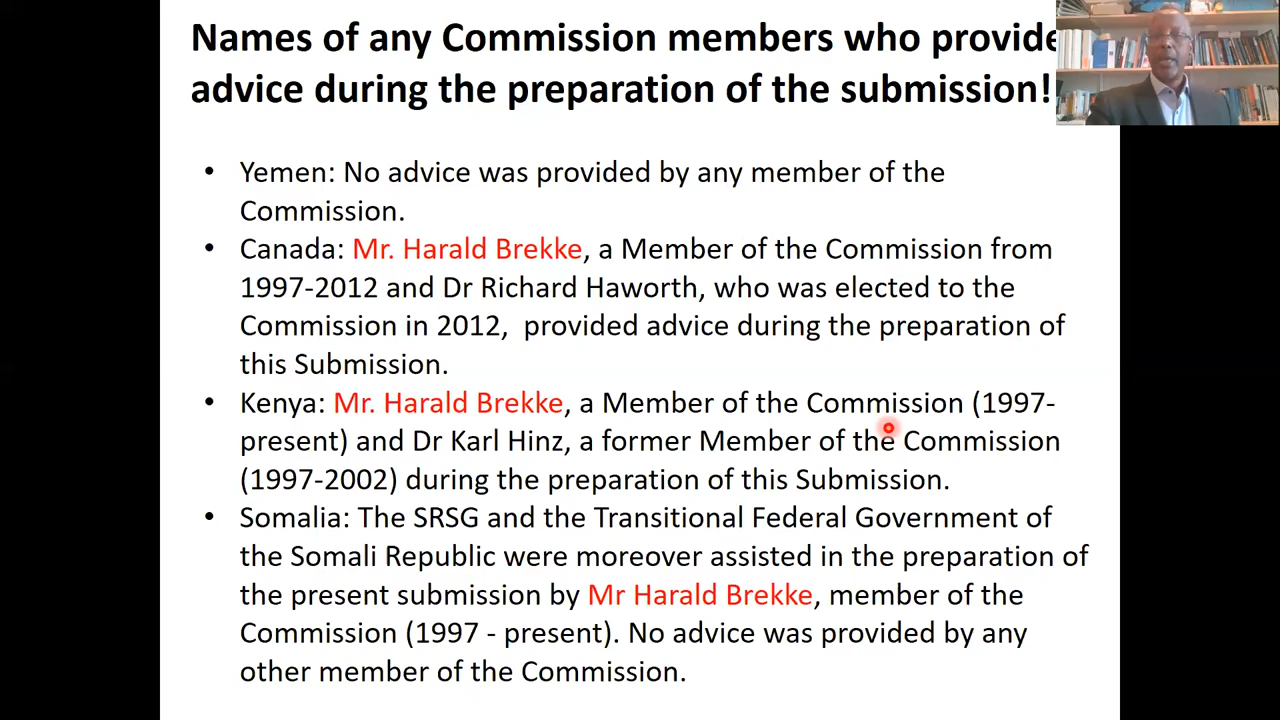 Names of any Commission members who provide
advice during the preparation of the submission!
• Yemen: No advice was provided by any member of the
Commission.
• Canada: Mr. Harald Brekke, a Member of the Commission from
1997-2012 and Dr Richard Haworth, who was elected to the
Commission in 2012, provided advice during the preparation of
this Submission.
• Kenya: Mr. Harald Brekke, a Member of the Commission (1997-
present) and Dr Karl Hinz, a former Member of the Commission
(1997-2002) during the preparation of this Submission.
• Somalia: The SRSG and the Transitional Federal Government of
the Somali Republic were moreover assisted in the preparation of
the present submission by Mr Harald Brekke, member of the
Commission (1997 - present). No advice was provided by any
other member of the Commission.